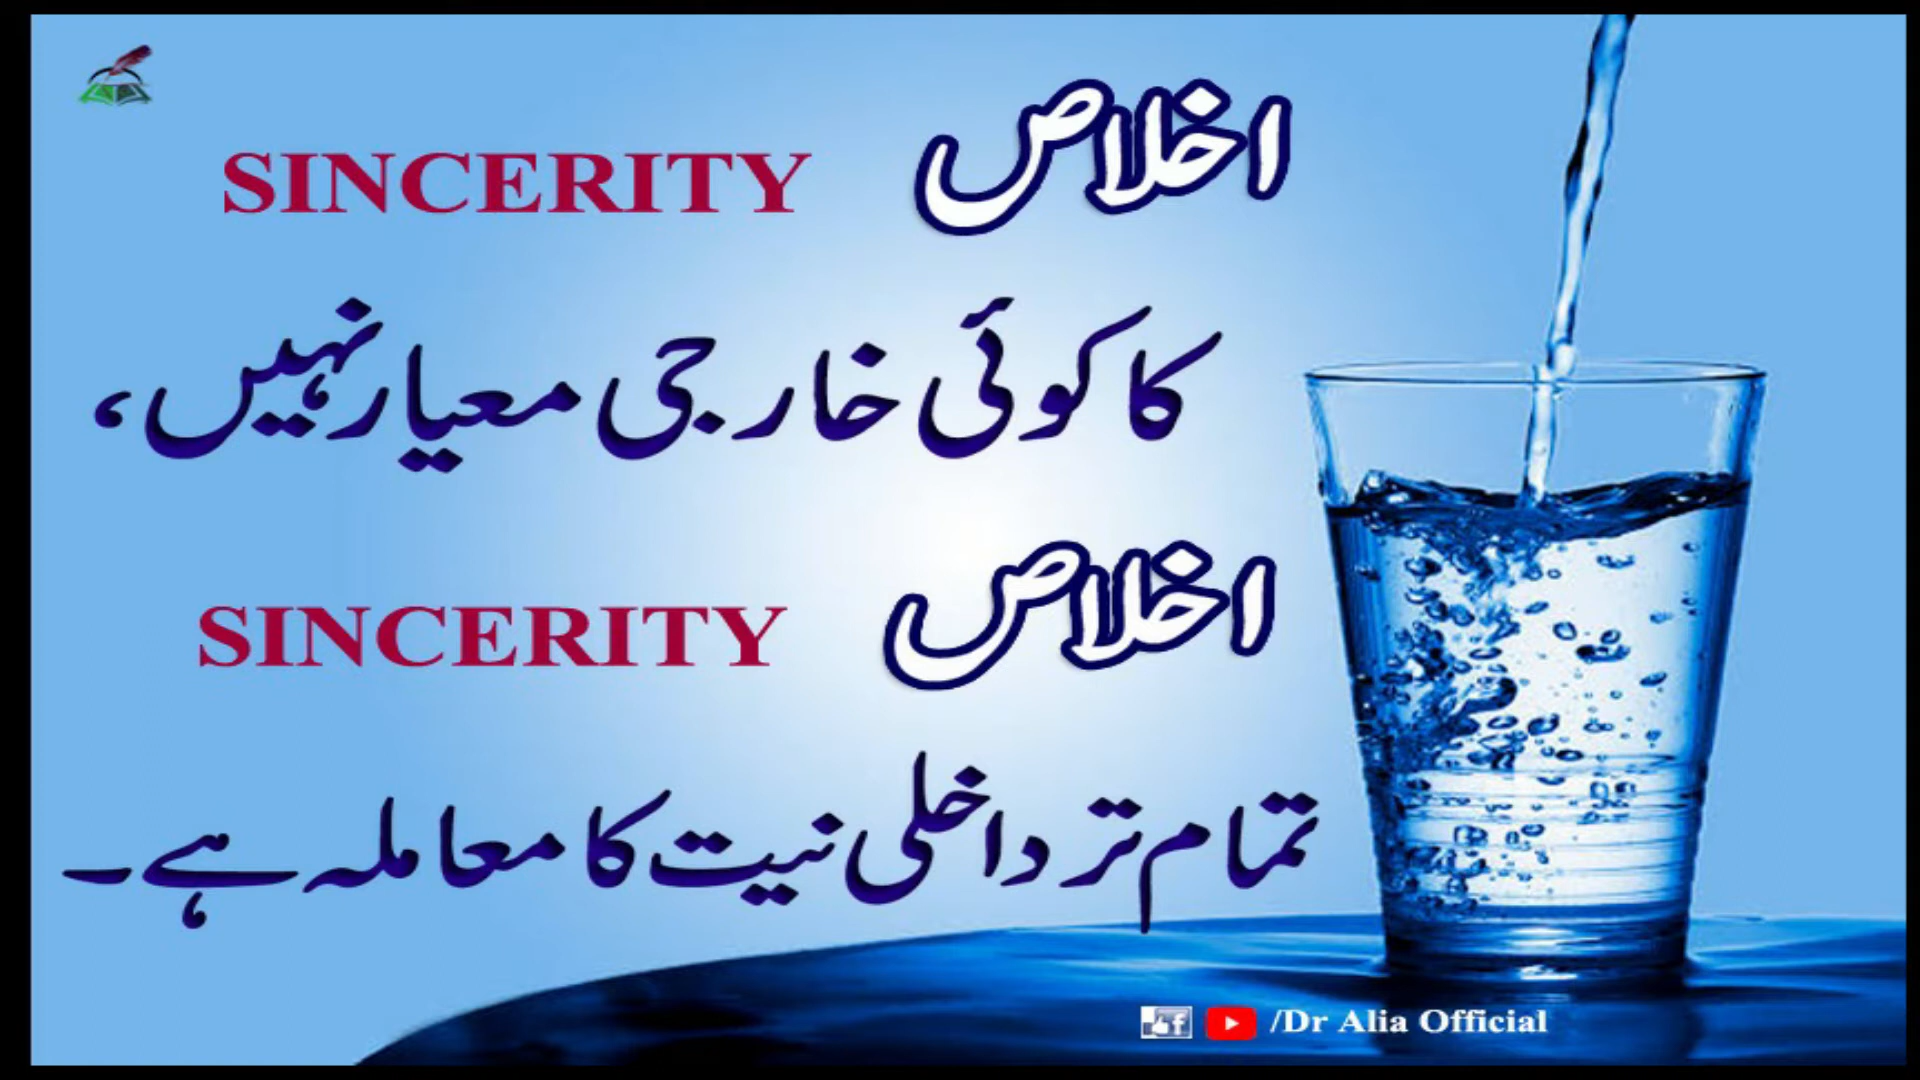 اخلاص SINCERITY
کا کوئی خارجی معیار نہیں،
اخلاص SINCERITY
تمام تر داخلی نیت کا معاملہ ہے۔
/Dr Alia Official